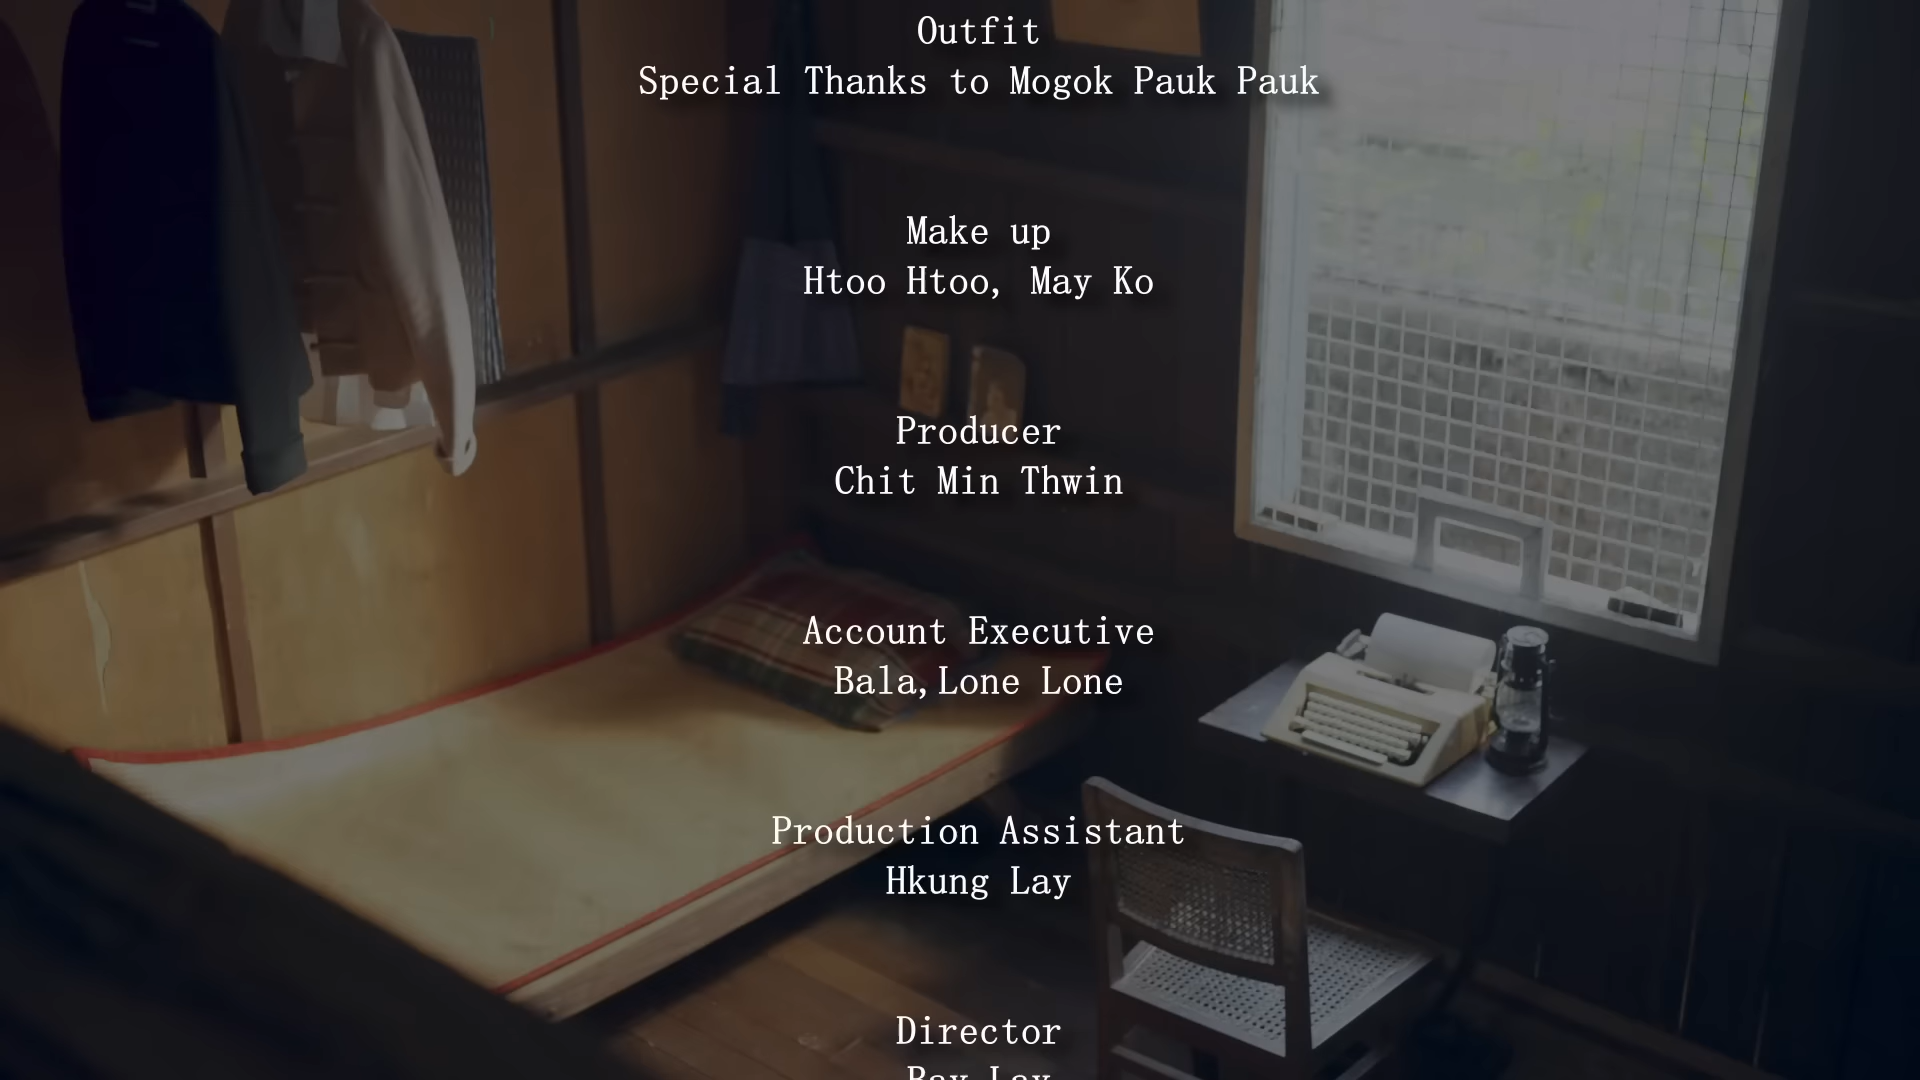 Outfit
Special Thanks to Mogok Pauk Pauk
Make up
Htoo Htoo, May Ko
Producer
Chit Min Thwin
Account Executive
Bala,Lone Lone
Production Assistant
Hkung Lay
Director